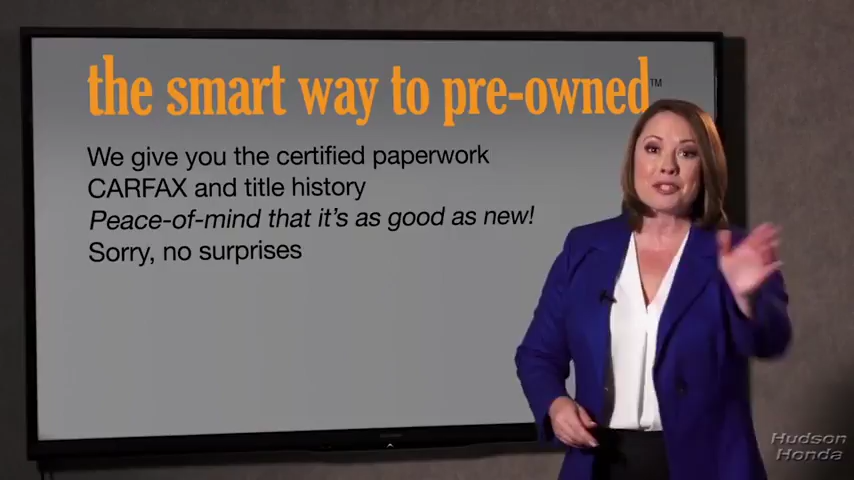 the smart way to pre-owned™
We give you the certified paperwork
CARFAX and title history
Peace-of-mind that it's as good as new!
Sorry, no surprises
Hudson
Honda